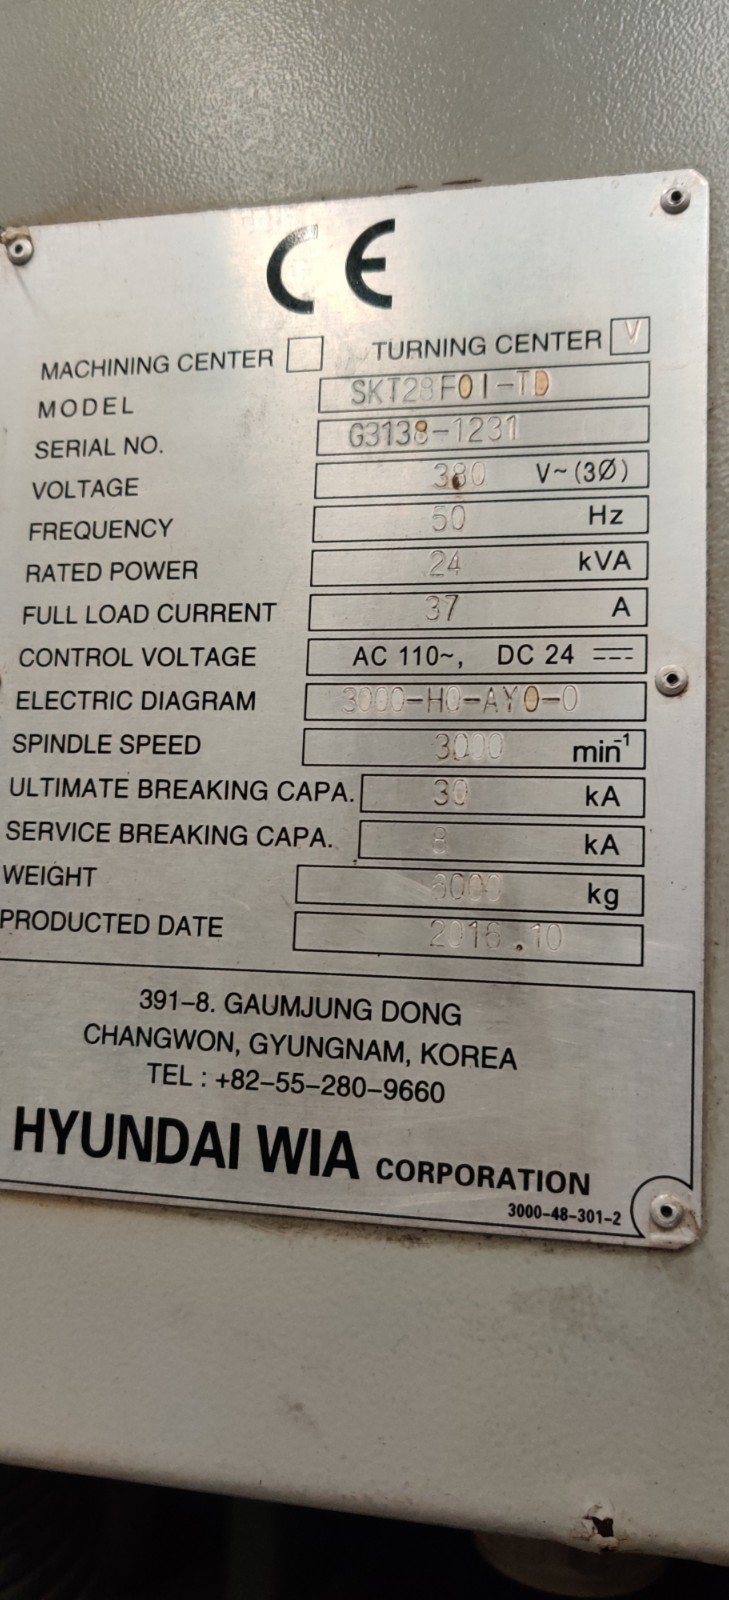 CE
MACHINING CENTER TURNING CENTER V
MODEL SKT28F01-TD
SERIAL NO. G3138-1231
VOLTAGE 380 V~(3Ø)
FREQUENCY 50 Hz
RATED POWER 24 kVA
FULL LOAD CURRENT 37 A
CONTROL VOLTAGE AC 110~, DC 24
ELECTRIC DIAGRAM 3000-H0-AY0-0
SPINDLE SPEED 3000 min⁻¹
ULTIMATE BREAKING CAPA. 30 kA
SERVICE BREAKING CAPA. 8 kA
WEIGHT 6000 kg
PRODUCTED DATE 2016.10
391-8. GAUMJUNG DONG
CHANGWON, GYUNGNAM, KOREA
TEL : +82-55-280-9660
HYUNDAI WIA CORPORATION
3000-48-301-2